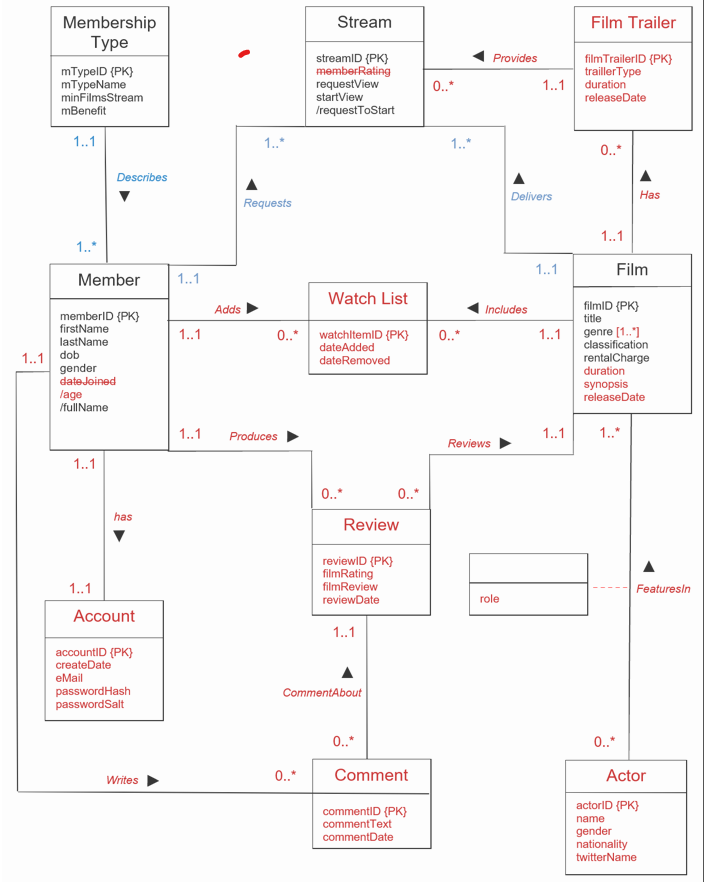 Membership
Type
mTypeID {PK}
mTypeName
minFilmsStream
mBenefit
Stream
streamID {PK}
memberRating
requestView
startView
/requestToStart
Provides
0..*
1..1
Film Trailer
filmTrailerID {PK}
traillerType
duration
releaseDate
1..1
Describes
1..*
1..*
Requests
1..1
1..*
Delivers
1..1
0..*
Has
1..1
Member
memberID {PK}
firstName
lastName
dob
gender
dateJoined
/age
/fullName
Adds
1..1
0..*
Watch List
watchItemID {PK}
dateAdded
dateRemoved
Includes
0..*
1..1
Film
filmID {PK}
title
genre [1..*]
classification
rentalCharge
duration
synopsis
releaseDate
1..1
1..1
Produces
0..*
Reviews
1..1
0..*
1..*
1..1
has
1..1
Review
reviewID {PK}
filmRating
filmReview
reviewDate
role
FeaturesIn
Account
accountID {PK}
createDate
eMail
passwordHash
passwordSalt
1..1
CommentAbout
0..*
0..*
Writes
0..*
Comment
commentID {PK}
commentText
commentDate
Actor
actorID {PK}
name
gender
nationality
twitterName